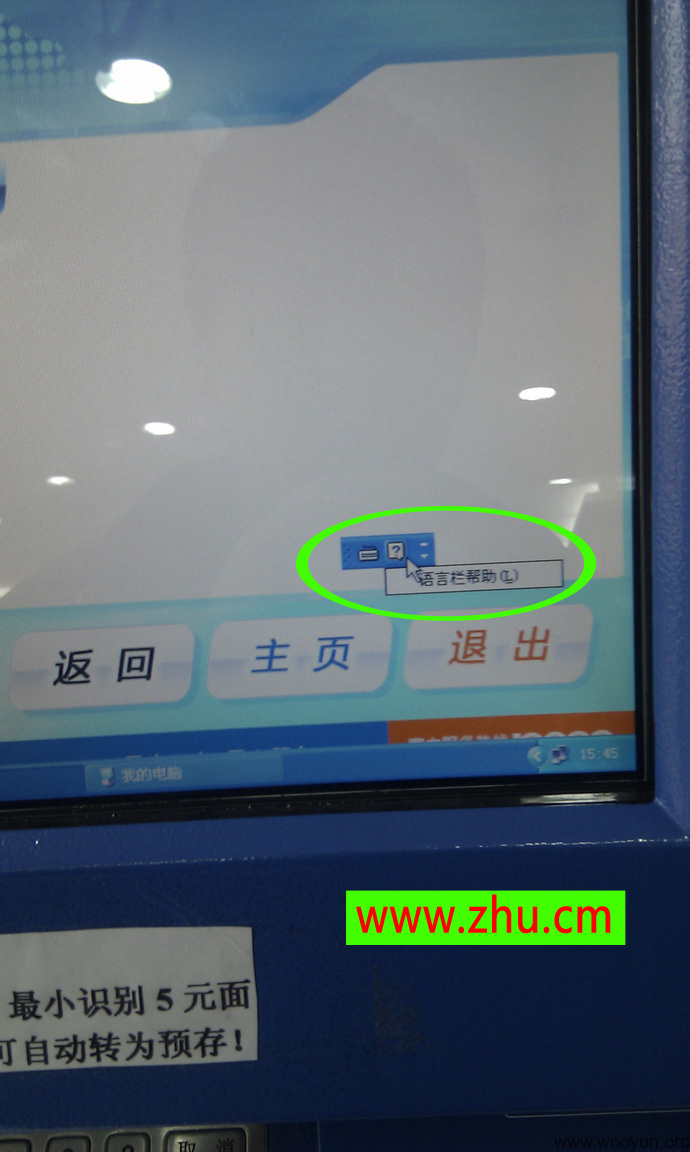 ?
语言栏帮助(L)
返 回
主 页
退 出
我的电脑
15:45
www.zhu.cm
最小识别 5 元面
可自动转为预存!
取 消
www.wooyun.org